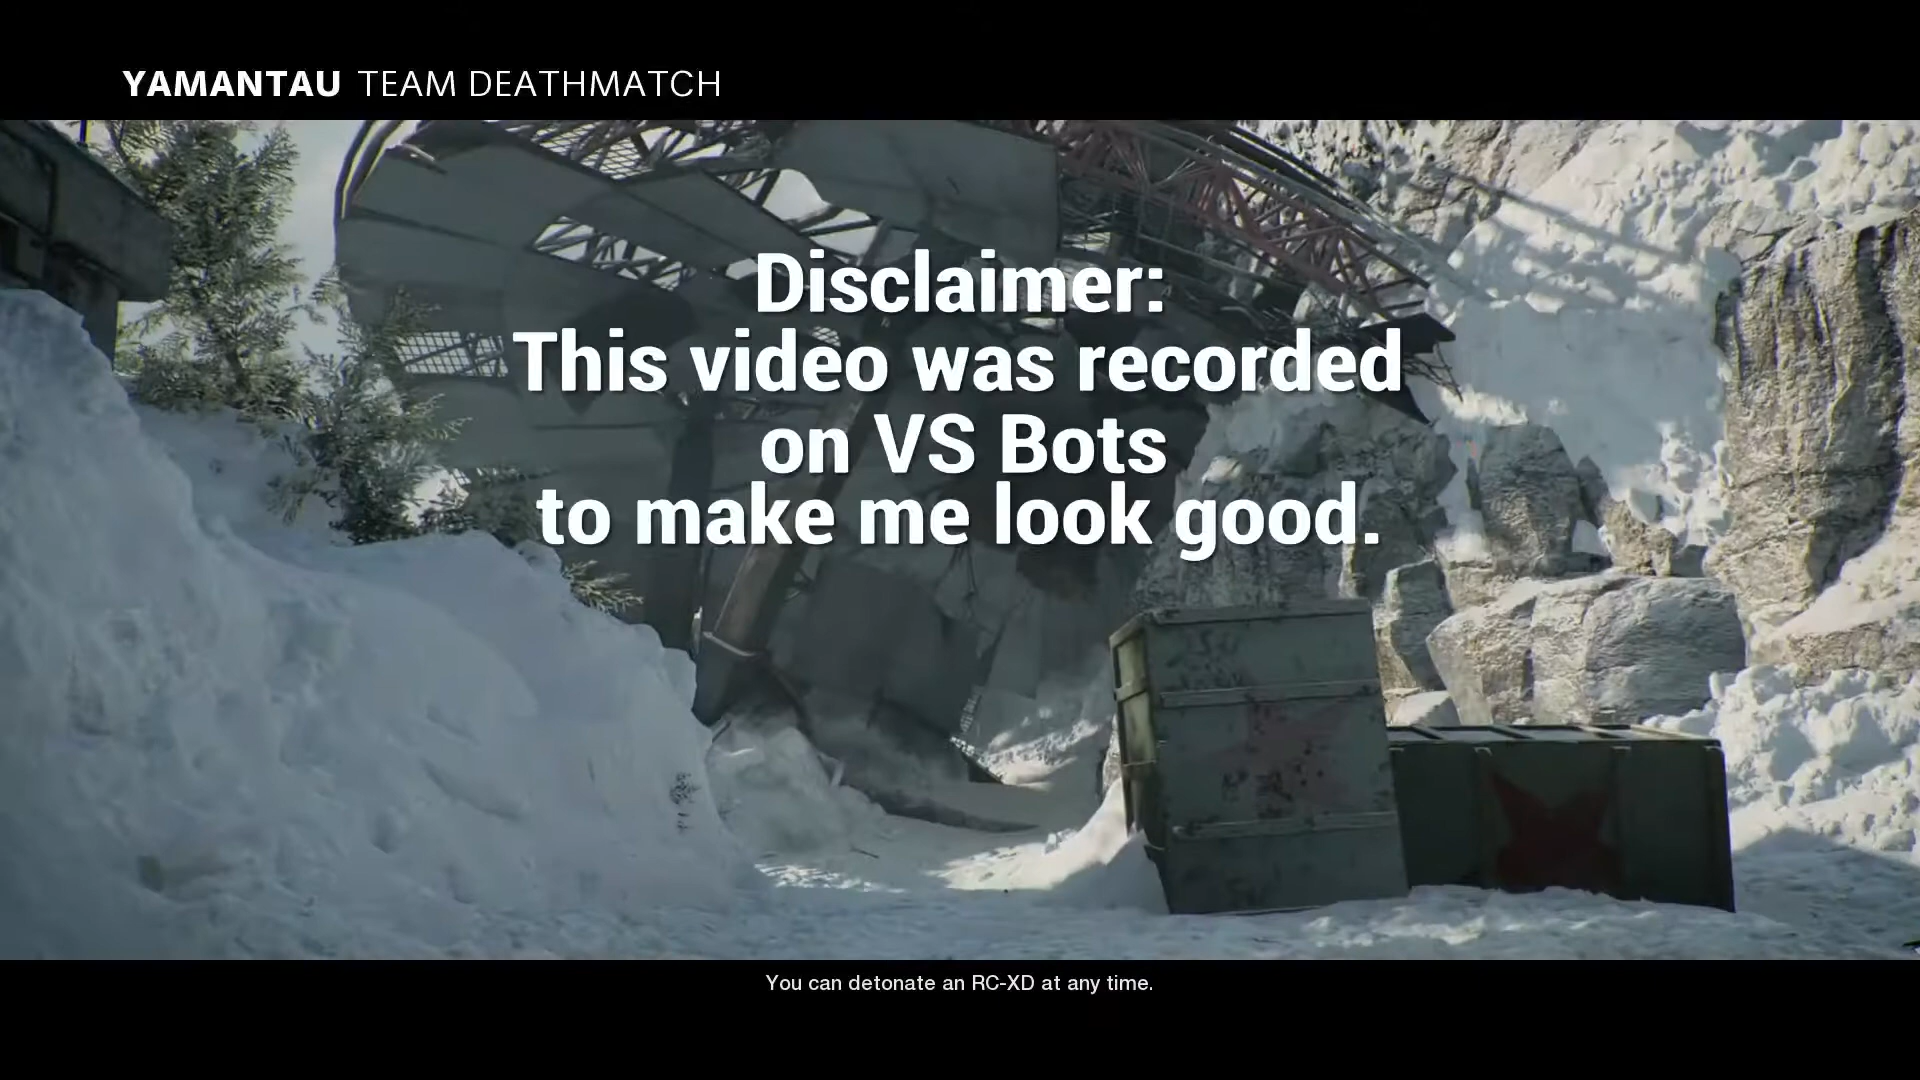 YAMANTAU TEAM DEATHMATCH
Disclaimer:
This video was recorded
on VS Bots
to make me look good.
You can detonate an RC-XD at any time.